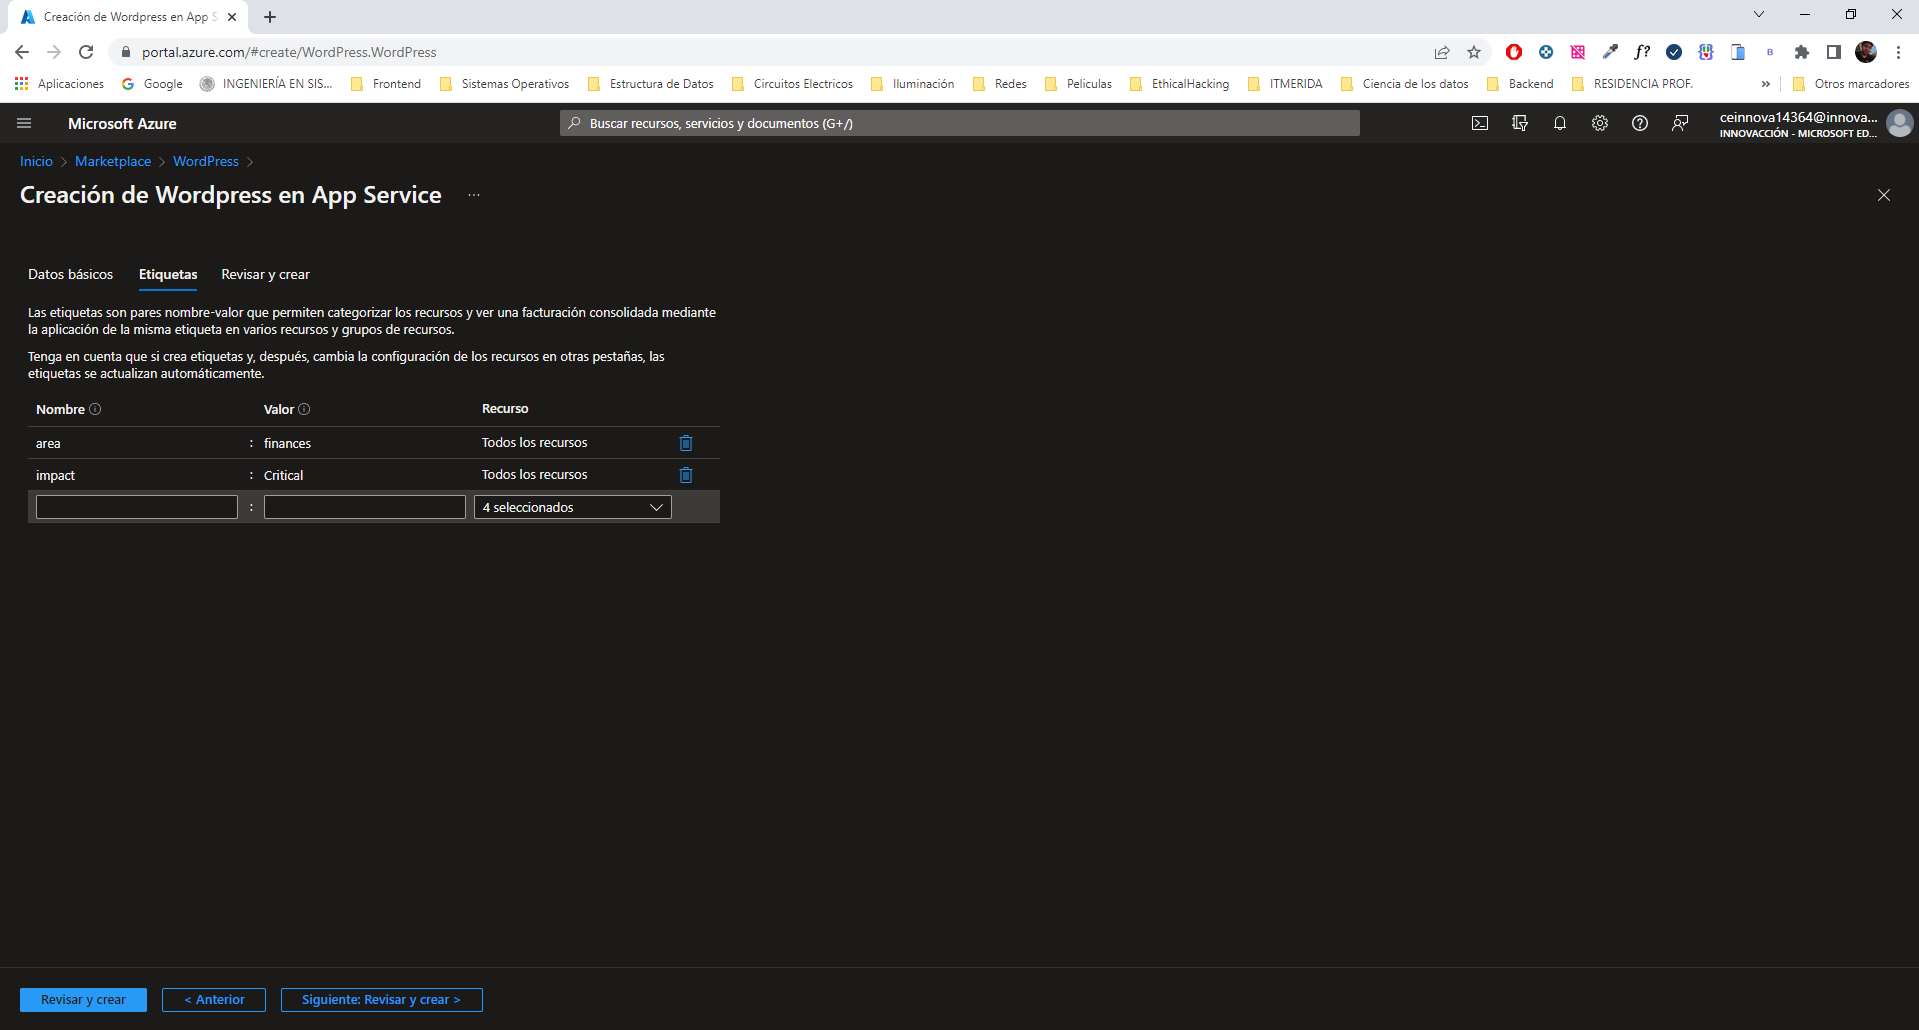 Creación de Wordpress en App S
portal.azure.com/#create/WordPress.WordPress
f?
B
Aplicaciones
Google
INGENIERÍA EN SIS...
Frontend
Sistemas Operativos
Estructura de Datos
Circuitos Electricos
Iluminación
Redes
Peliculas
EthicalHacking
ITMERIDA
Ciencia de los datos
Backend
RESIDENCIA PROF.
»
Otros marcadores
Microsoft Azure
Buscar recursos, servicios y documentos (G+/)
ceinnova14364@innova...
INNOVACCIÓN - MICROSOFT ED...
Inicio > Marketplace > WordPress >
Creación de Wordpress en App Service ...
Datos básicos Etiquetas Revisar y crear
Las etiquetas son pares nombre-valor que permiten categorizar los recursos y ver una facturación consolidada mediante
la aplicación de la misma etiqueta en varios recursos y grupos de recursos.
Tenga en cuenta que si crea etiquetas y, después, cambia la configuración de los recursos en otras pestañas, las
etiquetas se actualizan automáticamente.
Nombre Valor Recurso
area : finances Todos los recursos
impact : Critical Todos los recursos
: 4 seleccionados
Revisar y crear
< Anterior
Siguiente: Revisar y crear >